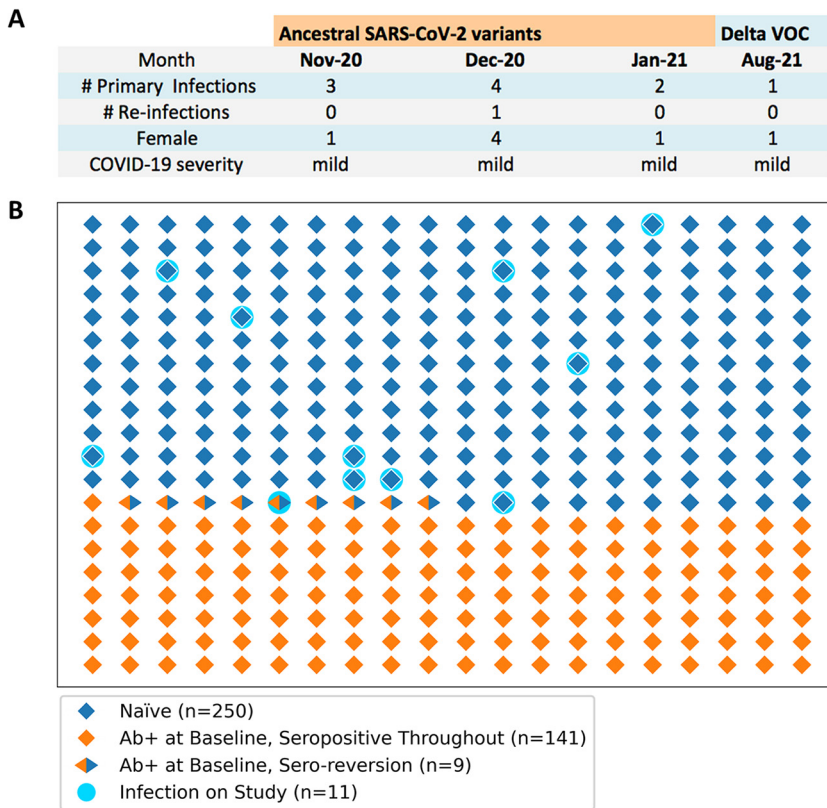 A
Ancestral SARS-CoV-2 variants Delta VOC
Month Nov-20 Dec-20 Jan-21 Aug-21
# Primary Infections 3 4 2 1
# Re-infections 0 1 0 0
Female 1 4 1 1
COVID-19 severity mild mild mild mild
B
Naïve (n=250)
Ab+ at Baseline, Seropositive Throughout (n=141)
Ab+ at Baseline, Sero-reversion (n=9)
Infection on Study (n=11)